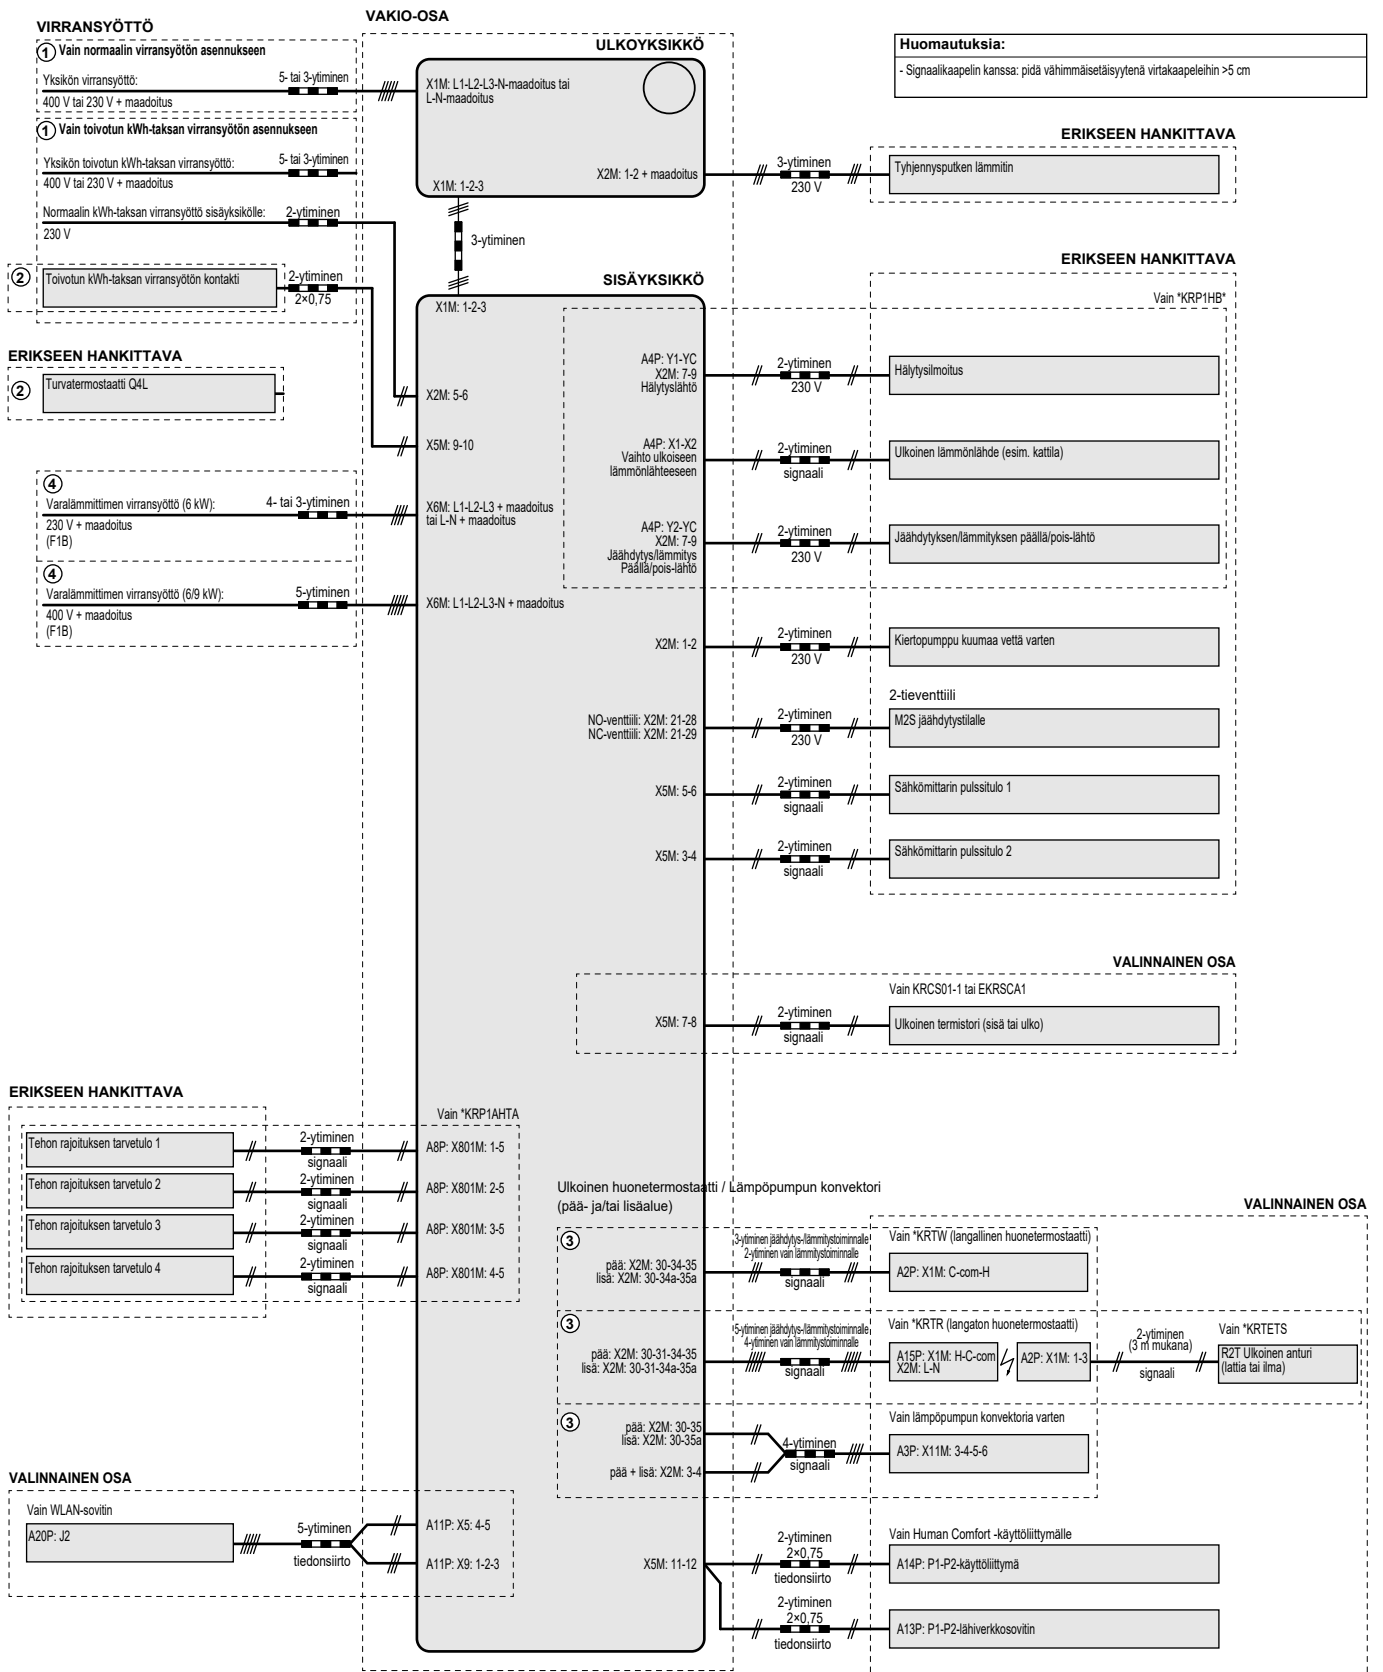 VIRRANSYÖTTÖ
1 Vain normaalin virransyötön asennukseen
Yksikön virransyöttö:
5- tai 3-ytiminen
400 V tai 230 V + maadoitus
1 Vain toivotun kWh-taksan virransyötön asennukseen
Yksikön toivotun kWh-taksan virransyöttö:
5- tai 3-ytiminen
400 V tai 230 V + maadoitus
Normaalin kWh-taksan virransyöttö sisäyksikölle:
2-ytiminen
230 V
2
Toivotun kWh-taksan virransyötön kontakti
2-ytiminen
2×0,75
ERIKSEEN HANKITTAVA
2
Turvatermostaatti Q4L
4
Varalämmittimen virransyöttö (6 kW):
4- tai 3-ytiminen
230 V + maadoitus
(F1B)
4
Varalämmittimen virransyöttö (6/9 kW):
5-ytiminen
400 V + maadoitus
(F1B)
VAKIO-OSA
ULKOYKSIKKÖ
X1M: L1-L2-L3-N-maadoitus tai
L-N-maadoitus
X2M: 1-2 + maadoitus
X1M: 1-2-3
3-ytiminen
SISÄYKSIKKÖ
X1M: 1-2-3
X2M: 5-6
X5M: 9-10
X6M: L1-L2-L3 + maadoitus
tai L-N + maadoitus
X6M: L1-L2-L3-N + maadoitus
Huomautuksia:
- Signaalikaapelin kanssa: pidä vähimmäisetäisyytenä virtakaapeleihin >5 cm
ERIKSEEN HANKITTAVA
3-ytiminen
230 V
Tyhjennysputken lämmitin
ERIKSEEN HANKITTAVA
Vain *KRP1HB*
A4P: Y1-YC
X2M: 7-9
Hälytyslähtö
2-ytiminen
230 V
Hälytysilmoitus
A4P: X1-X2
Vaihto ulkoiseen
lämmönlähteeseen
2-ytiminen
signaali
Ulkoinen lämmönlähde (esim. kattila)
A4P: Y2-YC
X2M: 7-9
Jäähdytys/lämmitys
Päällä/pois-lähtö
2-ytiminen
230 V
Jäähdytyksen/lämmityksen päällä/pois-lähtö
X2M: 1-2
2-ytiminen
230 V
Kiertopumppu kuumaa vettä varten
2-tieventtiili
NO-venttiili: X2M: 21-28
NC-venttiili: X2M: 21-29
2-ytiminen
230 V
M2S jäähdytystilalle
X5M: 5-6
2-ytiminen
signaali
Sähkömittarin pulssitulo 1
X5M: 3-4
2-ytiminen
signaali
Sähkömittarin pulssitulo 2
VALINNAINEN OSA
Vain KRCS01-1 tai EKRSCA1
X5M: 7-8
2-ytiminen
signaali
Ulkoinen termistori (sisä tai ulko)
ERIKSEEN HANKITTAVA
Vain *KRP1AHTA
Tehon rajoituksen tarvetulo 1
2-ytiminen
signaali
A8P: X801M: 1-5
Tehon rajoituksen tarvetulo 2
2-ytiminen
signaali
A8P: X801M: 2-5
Tehon rajoituksen tarvetulo 3
2-ytiminen
signaali
A8P: X801M: 3-5
Tehon rajoituksen tarvetulo 4
2-ytiminen
signaali
A8P: X801M: 4-5
Ulkoinen huonetermostaatti / Lämpöpumpun konvektori
(pää- ja/tai lisäalue)
VALINNAINEN OSA
3
pää: X2M: 30-34-35
lisä: X2M: 30-34a-35a
3-ytiminen jäähdytys-/lämmitystoiminnalle
2-ytiminen vain lämmitystoiminnalle
signaali
Vain *KRTW (langallinen huonetermostaatti)
A2P: X1M: C-com-H
3
pää: X2M: 30-31-34-35
lisä: X2M: 30-31-34a-35a
5-ytiminen jäähdytys-/lämmitystoiminnalle
4-ytiminen vain lämmitystoiminnalle
signaali
Vain *KRTR (langaton huonetermostaatti)
A15P: X1M: H-C-com
X2M: L-N
A2P: X1M: 1-3
2-ytiminen
(3 m mukana)
signaali
Vain *KRTETS
R2T Ulkoinen anturi
(lattia tai ilma)
3
pää: X2M: 30-35
lisä: X2M: 30-35a
pää + lisä: X2M: 3-4
4-ytiminen
signaali
Vain lämpöpumpun konvektoria varten
A3P: X11M: 3-4-5-6
VALINNAINEN OSA
Vain WLAN-sovitin
A20P: J2
5-ytiminen
tiedonsiirto
A11P: X5: 4-5
A11P: X9: 1-2-3
X5M: 11-12
2-ytiminen
2×0,75
tiedonsiirto
Vain Human Comfort -käyttöliittymälle
A14P: P1-P2-käyttöliittymä
2-ytiminen
2×0,75
tiedonsiirto
A13P: P1-P2-lähiverkkosovitin